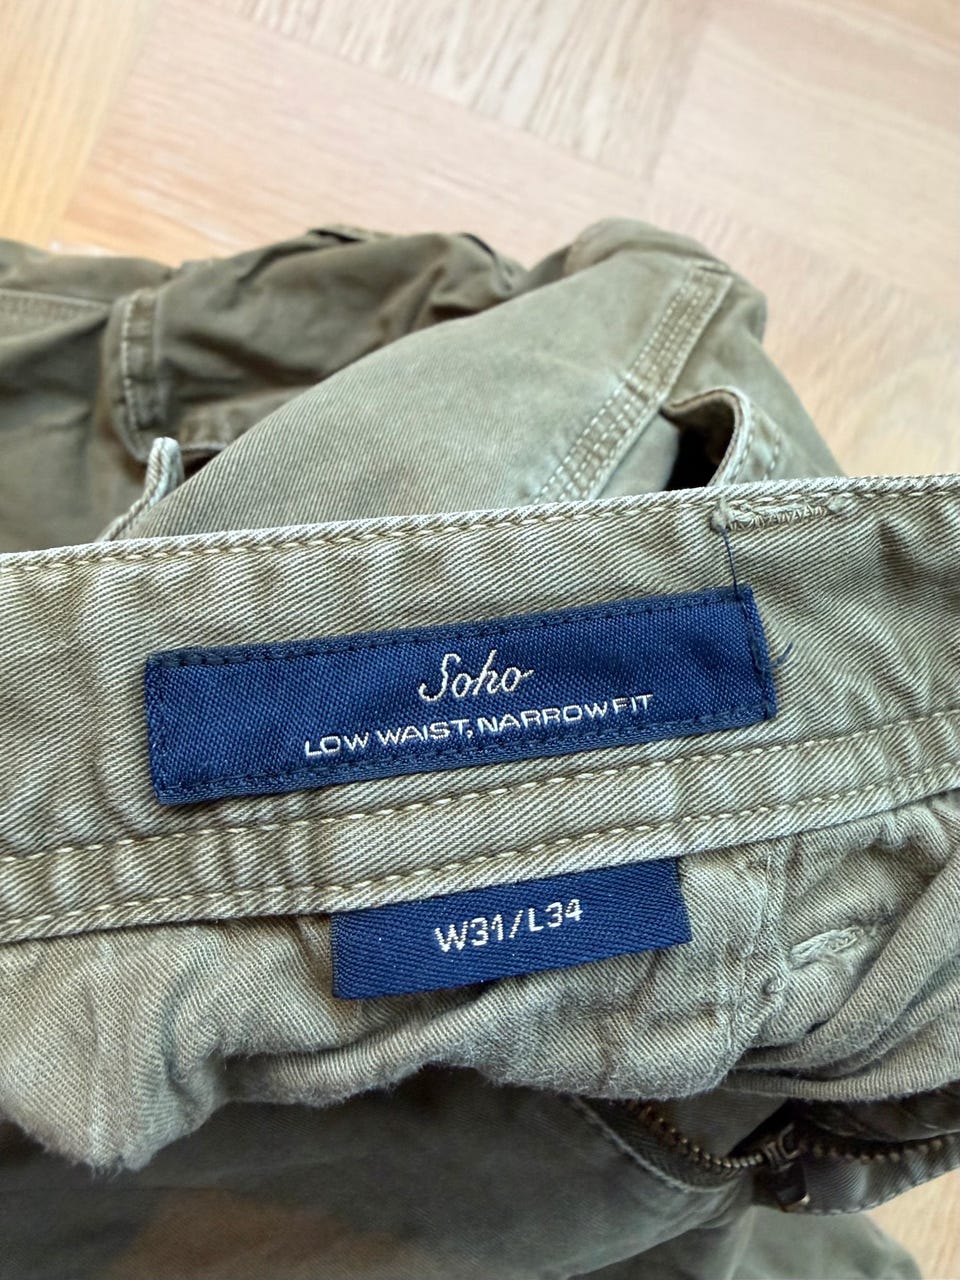 Soho
LOW WAIST, NARROW FIT
W31/L34